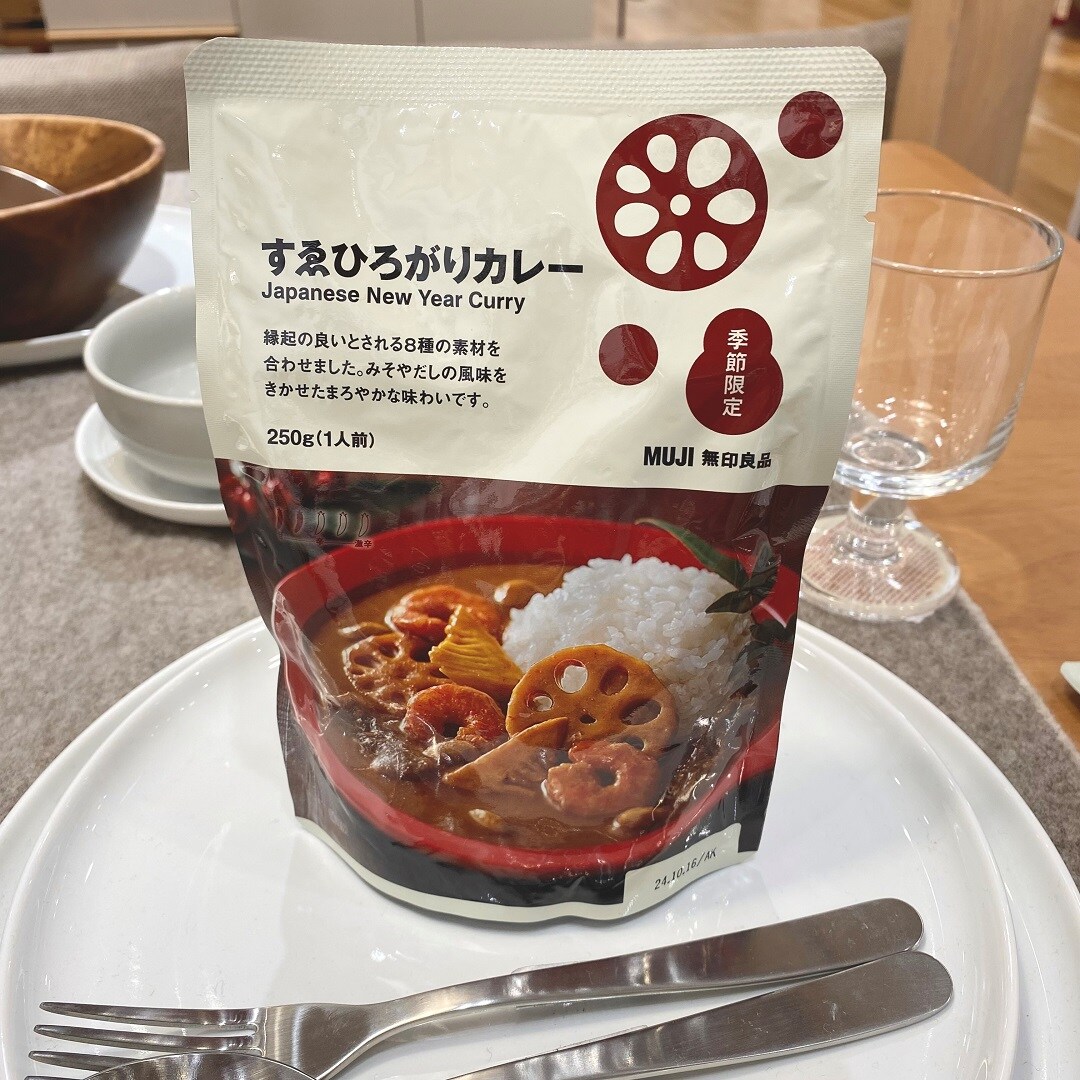 すゑひろがりカレー
Japanese New Year Curry
縁起の良いとされる8種の素材を
合わせました。みそやだしの風味を
きかせたまろやかな味わいです。
250g(1人前)
季節限定
MUJI 無印良品
激辛
24.10.16/AK